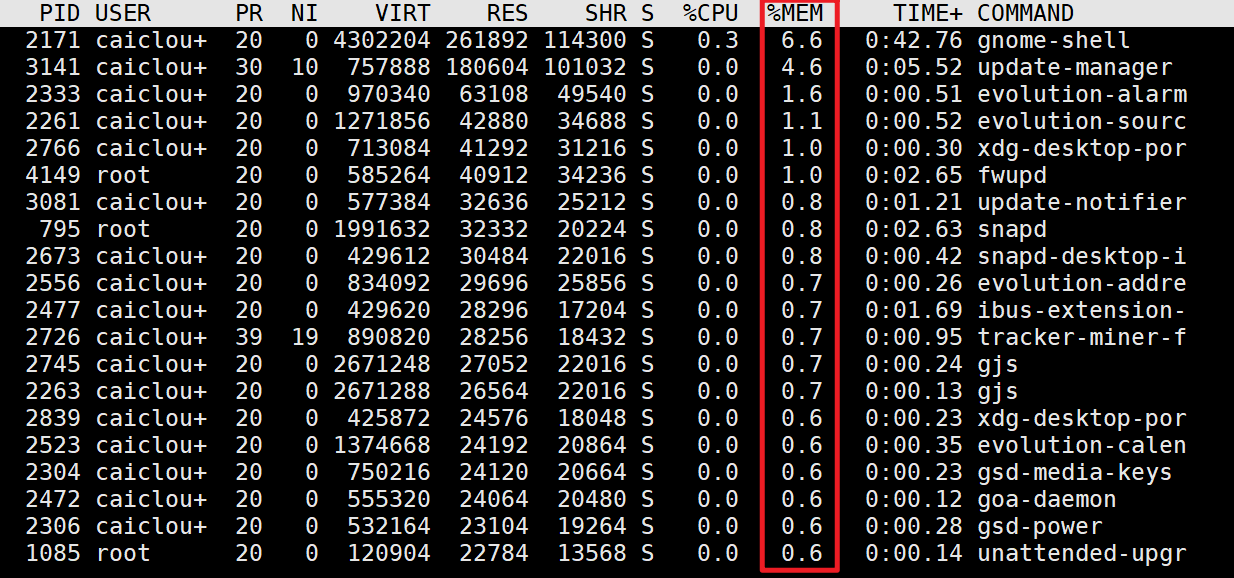 PID USER PR NI VIRT RES SHR S %CPU %MEM TIME+ COMMAND
2171 caiclou+ 20 0 4302204 261892 114300 S 0.3 6.6 0:42.76 gnome-shell
3141 caiclou+ 30 10 757888 180604 101032 S 0.0 4.6 0:05.52 update-manager
2333 caiclou+ 20 0 970340 63108 49540 S 0.0 1.6 0:00.51 evolution-alarm
2261 caiclou+ 20 0 1271856 42880 34688 S 0.0 1.1 0:00.52 evolution-sourc
2766 caiclou+ 20 0 713084 41292 31216 S 0.0 1.0 0:00.30 xdg-desktop-por
4149 root 20 0 585264 40912 34236 S 0.0 1.0 0:02.65 fwupd
3081 caiclou+ 20 0 577384 32636 25212 S 0.0 0.8 0:01.21 update-notifier
795 root 20 0 1991632 32332 20224 S 0.0 0.8 0:02.63 snapd
2673 caiclou+ 20 0 429612 30484 22016 S 0.0 0.8 0:00.42 snapd-desktop-i
2556 caiclou+ 20 0 834092 29696 25856 S 0.0 0.7 0:00.26 evolution-addre
2477 caiclou+ 20 0 429620 28296 17204 S 0.0 0.7 0:01.69 ibus-extension-
2726 caiclou+ 39 19 890820 28256 18432 S 0.0 0.7 0:00.95 tracker-miner-f
2745 caiclou+ 20 0 2671248 27052 22016 S 0.0 0.7 0:00.24 gjs
2263 caiclou+ 20 0 2671288 26564 22016 S 0.0 0.7 0:00.13 gjs
2839 caiclou+ 20 0 425872 24576 18048 S 0.0 0.6 0:00.23 xdg-desktop-por
2523 caiclou+ 20 0 1374668 24192 20864 S 0.0 0.6 0:00.35 evolution-calen
2304 caiclou+ 20 0 750216 24120 20664 S 0.0 0.6 0:00.23 gsd-media-keys
2472 caiclou+ 20 0 555320 24064 20480 S 0.0 0.6 0:00.12 goa-daemon
2306 caiclou+ 20 0 532164 23104 19264 S 0.0 0.6 0:00.28 gsd-power
1085 root 20 0 120904 22784 13568 S 0.0 0.6 0:00.14 unattended-upgr